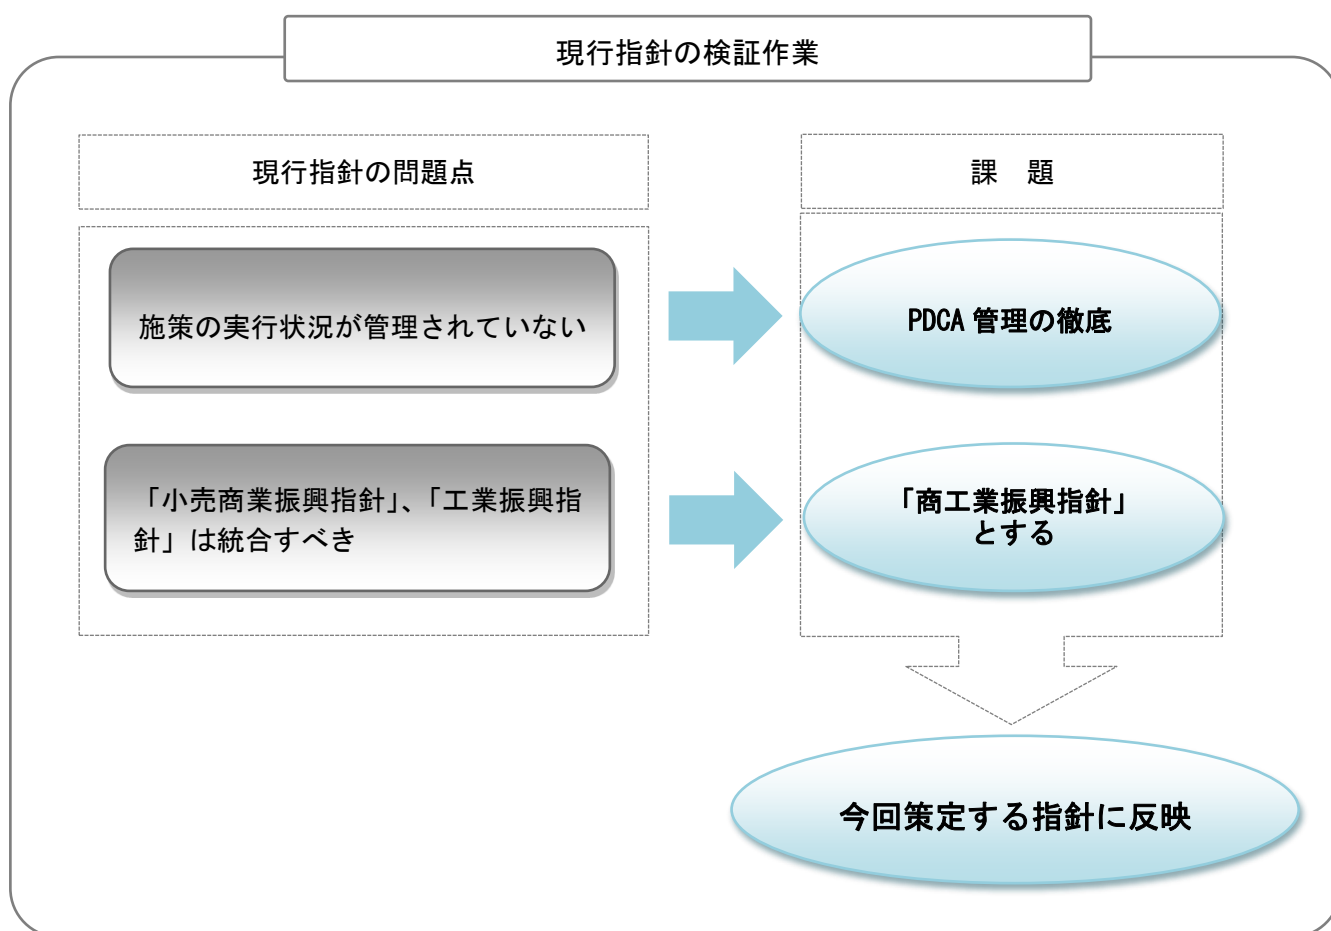 現行指針の検証作業
現行指針の問題点
課　題
施策の実行状況が管理されていない
PDCA 管理の徹底
「小売商業振興指針」、「工業振興指
針」は統合すべき
「商工業振興指針」
とする
今回策定する指針に反映